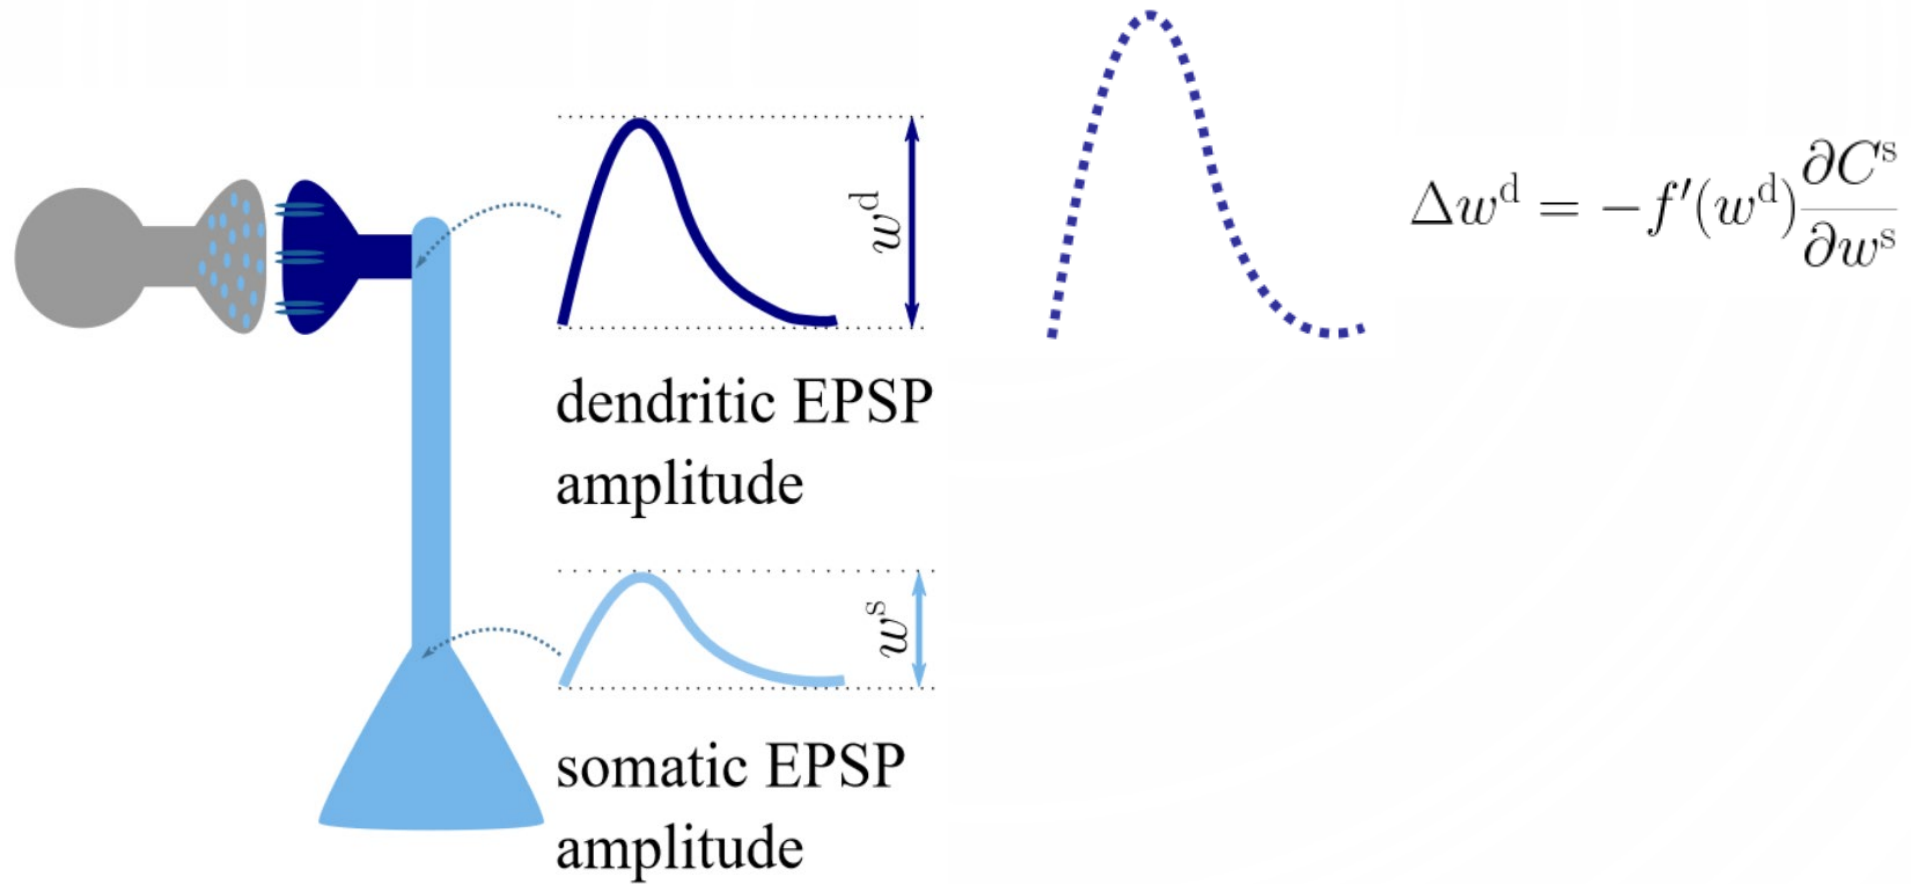 w^d
dendritic EPSP
amplitude
w^s
somatic EPSP
amplitude
Δw^d = −f′(w^d) ∂C^s/∂w^s